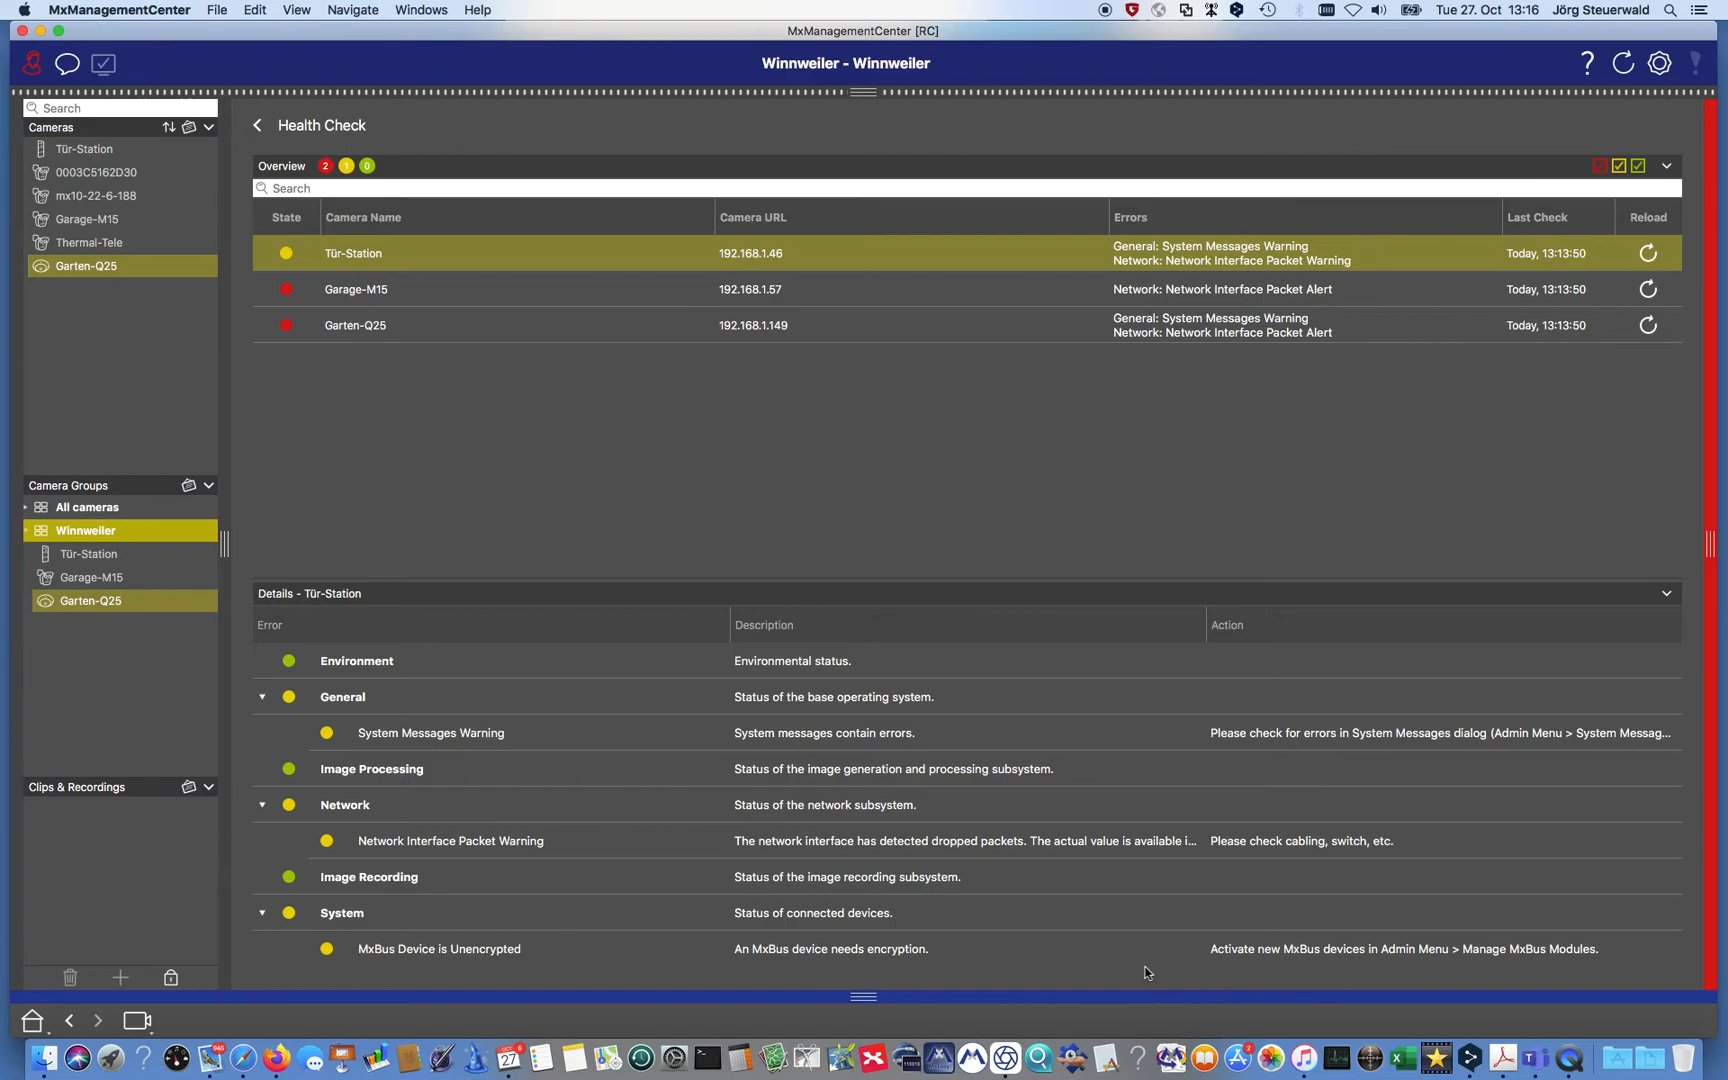 MxManagementCenter File Edit View Navigate Windows Help
Tue 27. Oct 13:16 Jörg Steuerwald
MxManagementCenter [RC]
Winnweiler - Winnweiler
Search
Cameras
Tür-Station
0003C5162D30
mx10-22-6-188
Garage-M15
Thermal-Tele
Garten-Q25
Camera Groups
All cameras
Winnweiler
Tür-Station
Garage-M15
Garten-Q25
Clips & Recordings
Health Check
Overview 2 1 0
Search
State Camera Name Camera URL Errors Last Check Reload
Tür-Station 192.168.1.46 General: System Messages Warning Today, 13:13:50
Network: Network Interface Packet Warning
Garage-M15 192.168.1.57 Network: Network Interface Packet Alert Today, 13:13:50
Garten-Q25 192.168.1.149 General: System Messages Warning Today, 13:13:50
Network: Network Interface Packet Alert
Details - Tür-Station
Error Description Action
Environment Environmental status.
General Status of the base operating system.
System Messages Warning System messages contain errors. Please check for errors in System Messages dialog (Admin Menu > System Messag...
Image Processing Status of the image generation and processing subsystem.
Network Status of the network subsystem.
Network Interface Packet Warning The network interface has detected dropped packets. The actual value is available i... Please check cabling, switch, etc.
Image Recording Status of the image recording subsystem.
System Status of connected devices.
MxBus Device is Unencrypted An MxBus device needs encryption. Activate new MxBus devices in Admin Menu > Manage MxBus Modules.
27
2